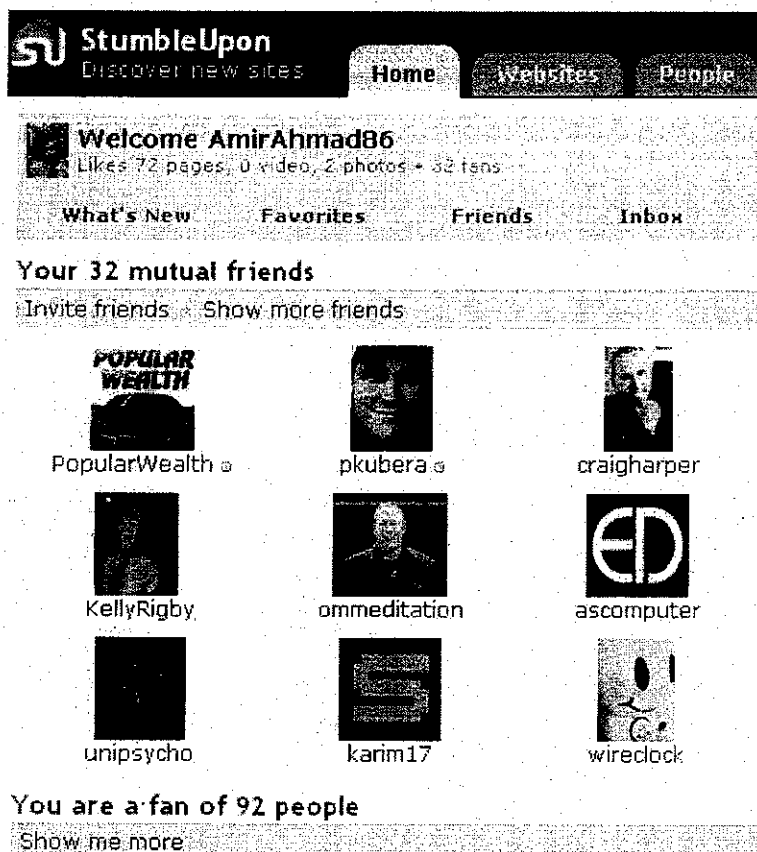 SU StumbleUpon
Discover new sites
Home Websites People
Welcome AmirAhmad86
Likes 72 pages, 0 video, 2 photos • 32 fans
What's New Favorites Friends Inbox
Your 32 mutual friends
Invite friends Show more friends
POPULAR
WEALTH
PopularWealth pkubera craigharper
ED
KellyRigby ommeditation ascomputer
S
unipsycho karim17 wireclock
You are a fan of 92 people
Show me more